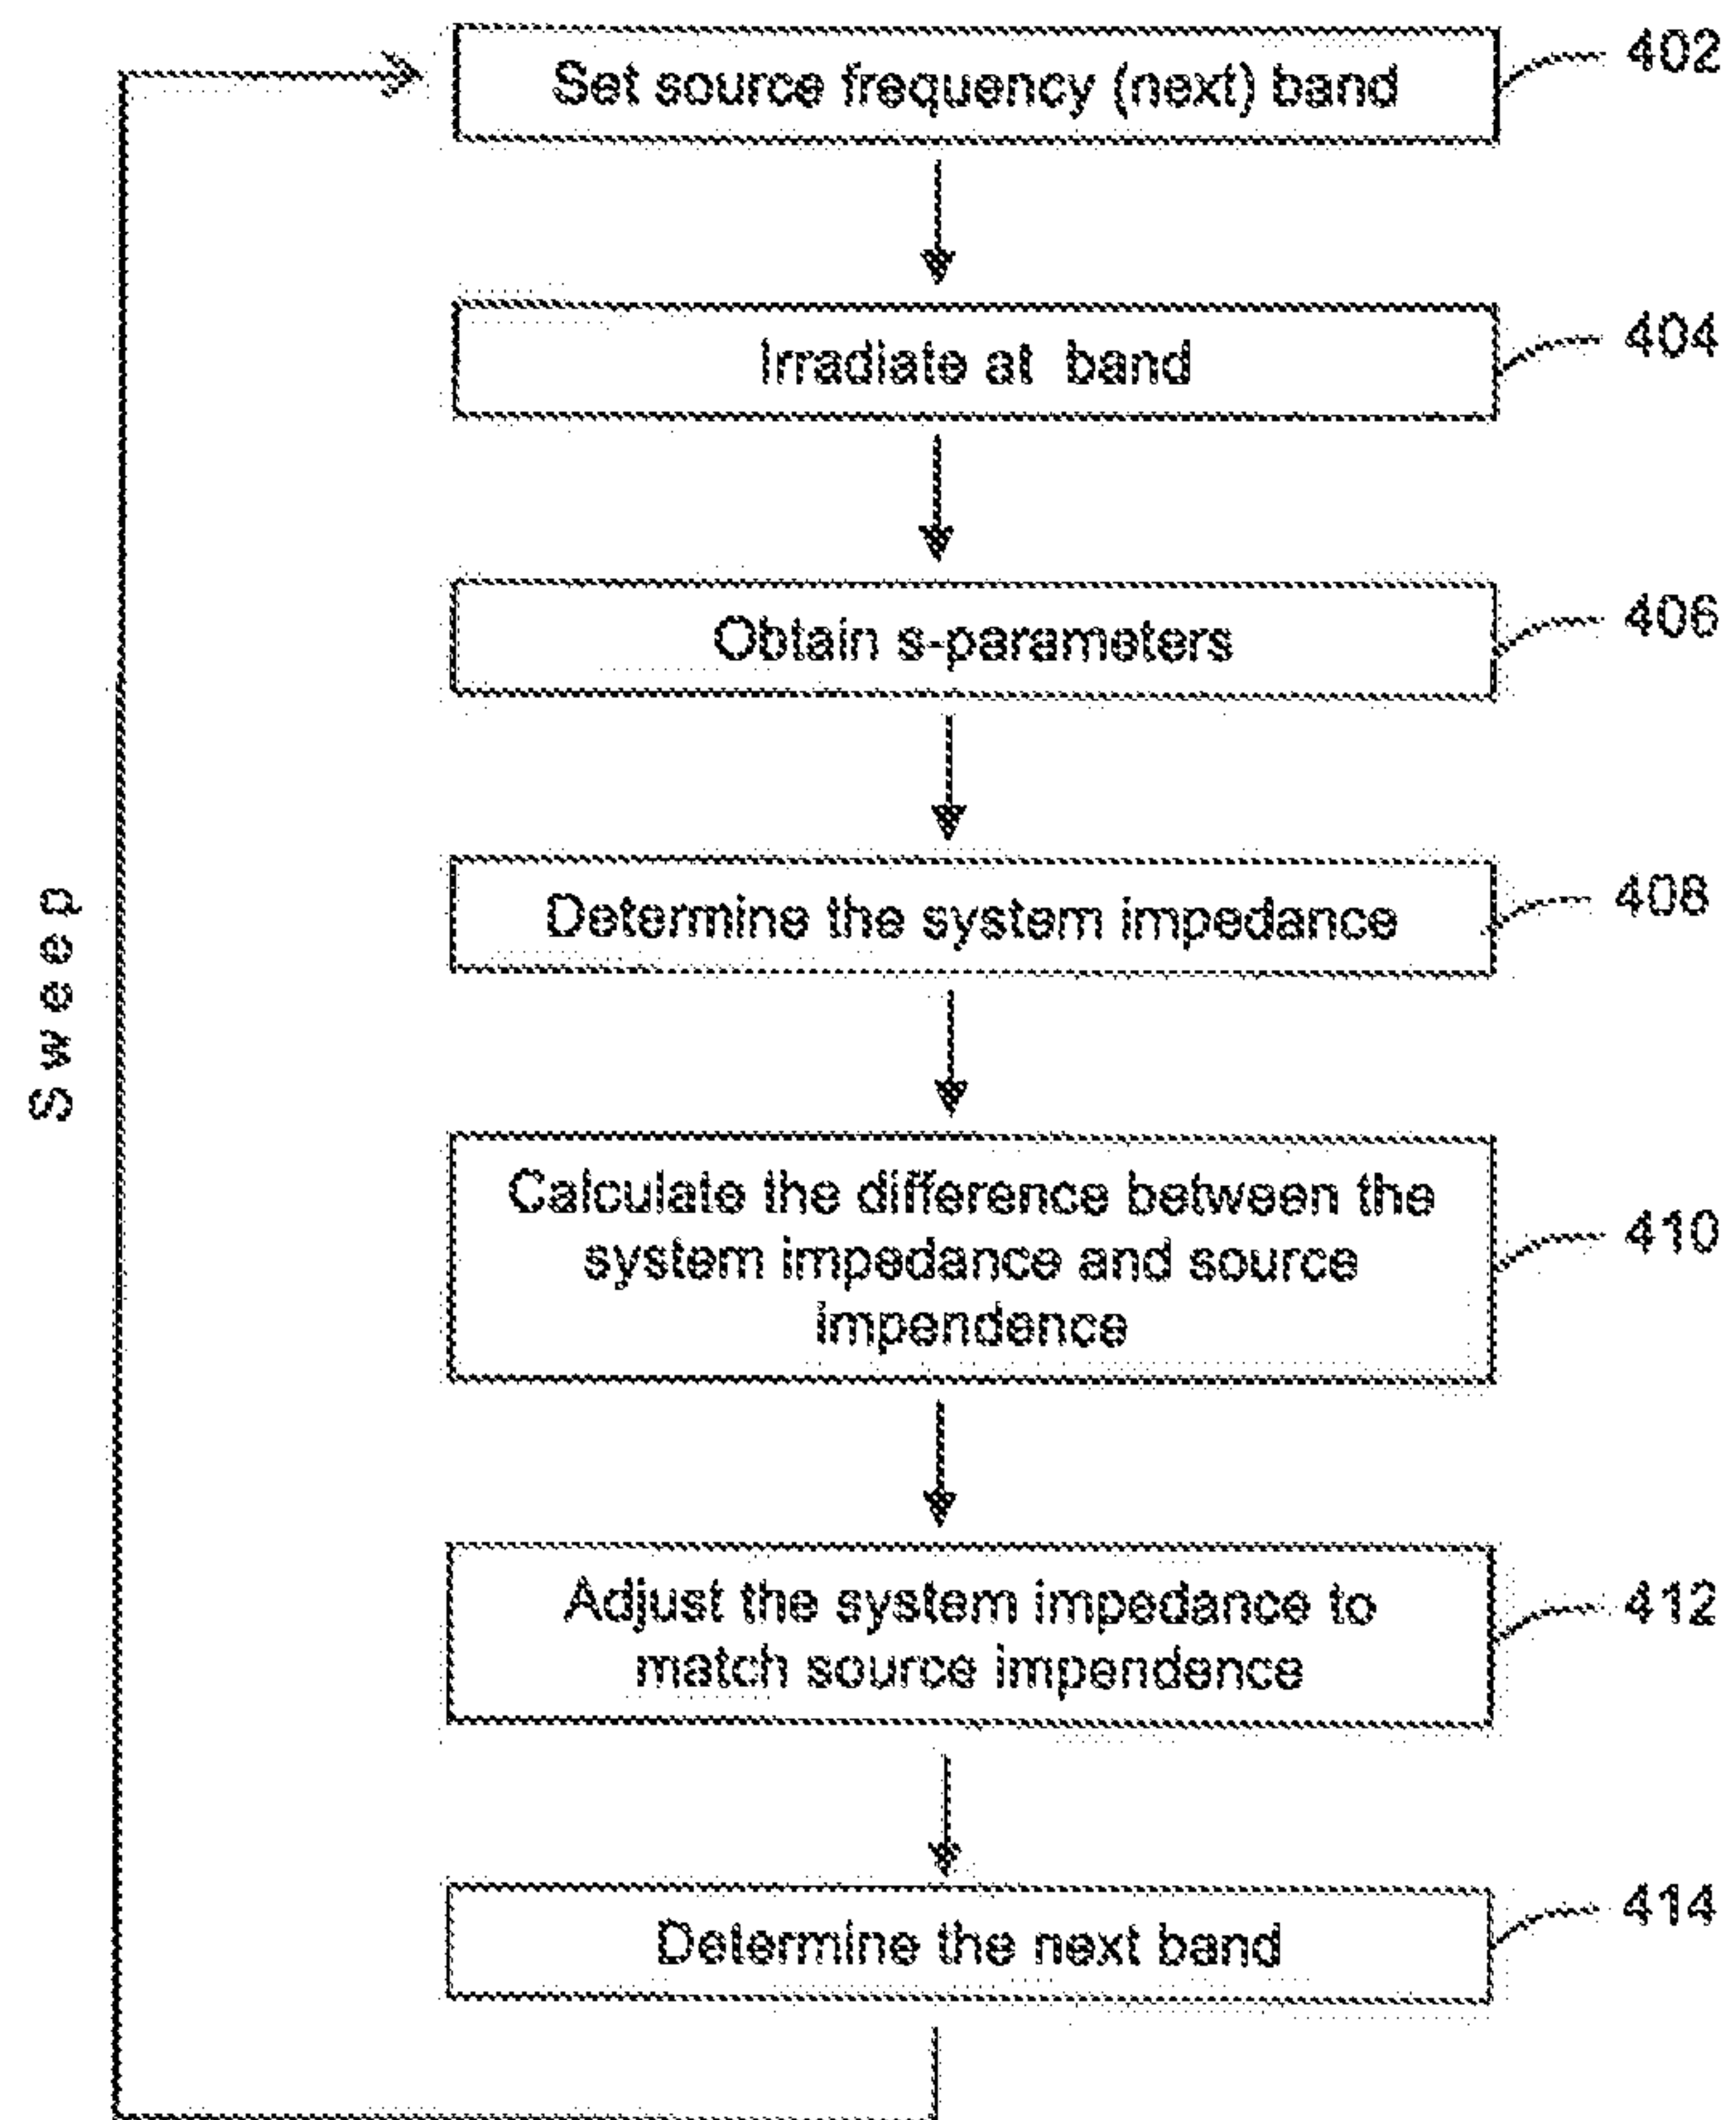 Set source frequency (next) band
402
Irradiate at band
404
Obtain s-parameters
406
Determine the system impedance
408
Calculate the difference between the
system impedance and source
impendence
410
Adjust the system impedance to
match source impendence
412
Determine the next band
414
Sweep